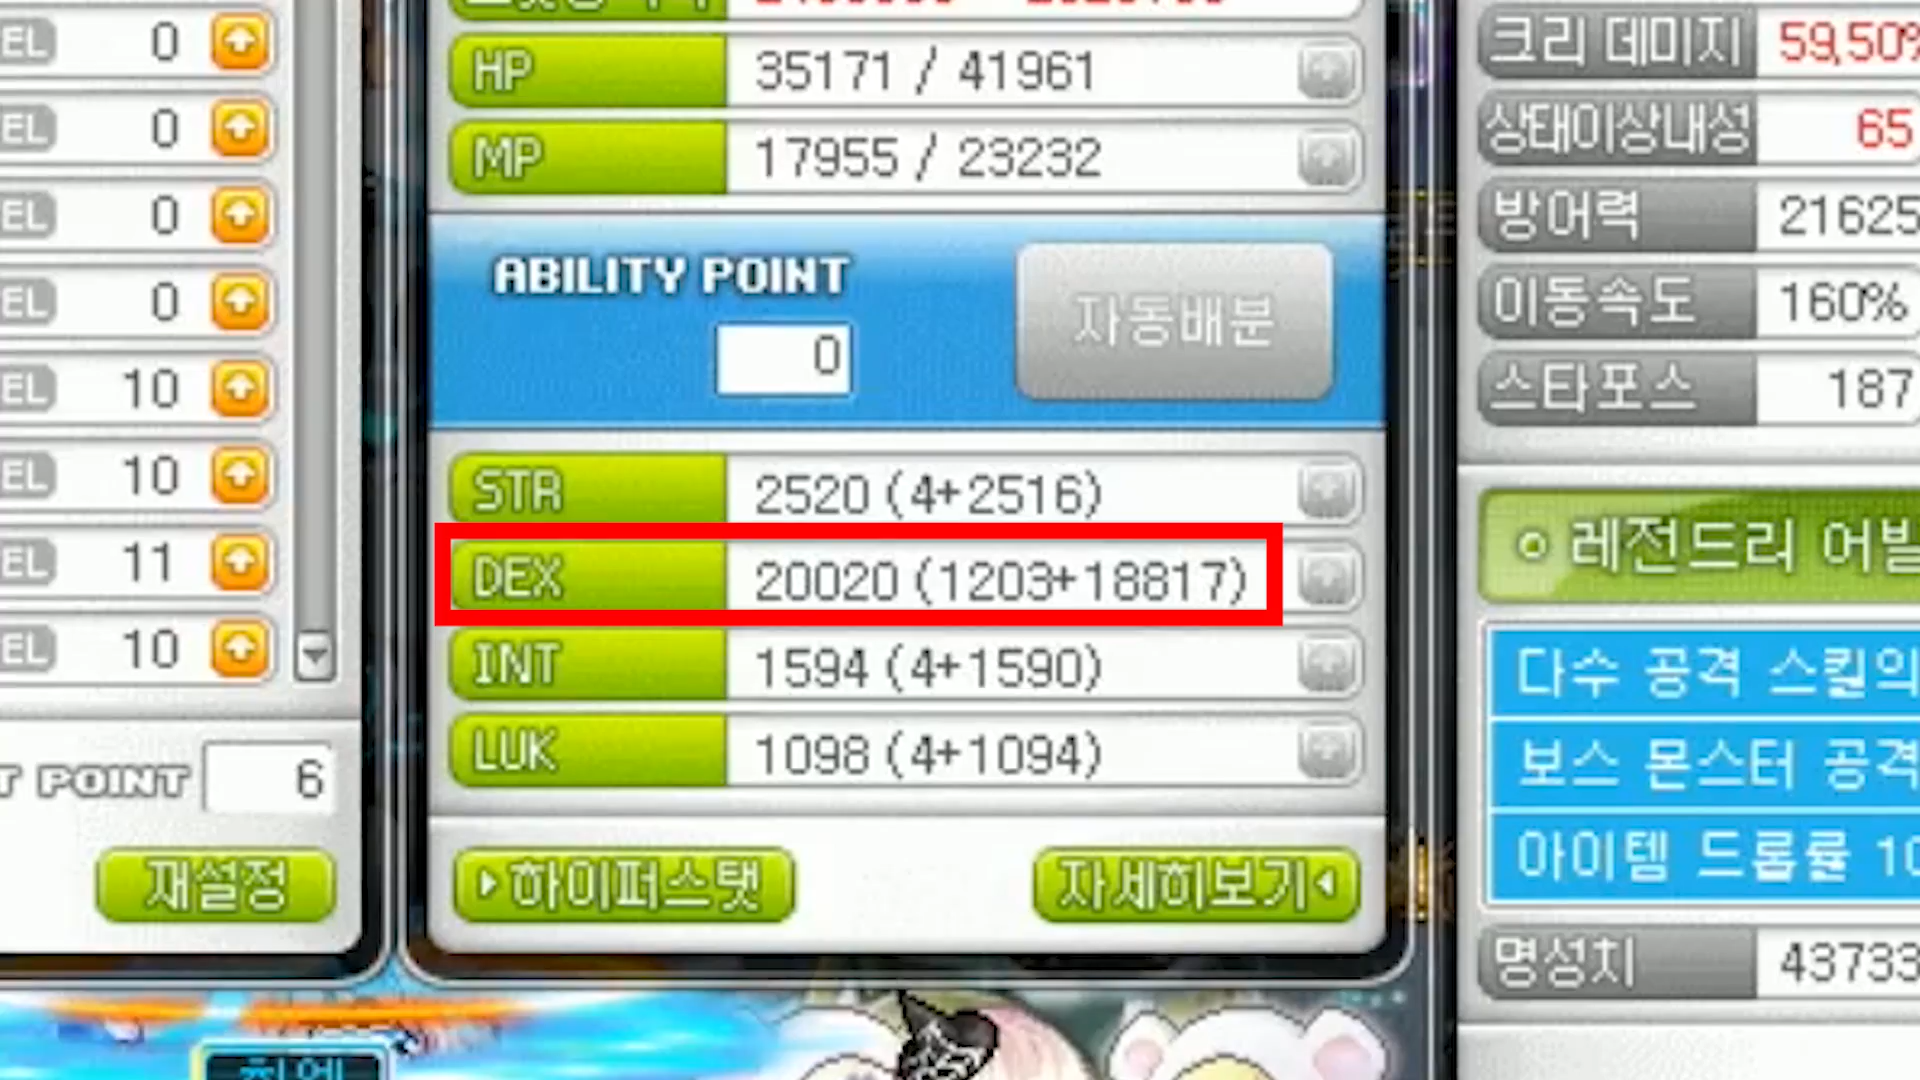 EL 0
EL 0
EL 0
EL 0
EL 10
EL 10
EL 11
EL 10
POINT 6
재설정
HP 35171 / 41961
MP 17955 / 23232
ABILITY POINT
0
자동배분
STR 2520 (4+2516)
DEX 20020 (1203+18817)
INT 1594 (4+1590)
LUK 1098 (4+1094)
하이퍼스탯
자세히보기
크리 데미지 59,50%
상태이상내성 65
방어력 21625
이동속도 160%
스타포스 187
레전드리 어빌
다수 공격 스킬의
보스 몬스터 공격
아이템 드롭률 10
명성치 43733